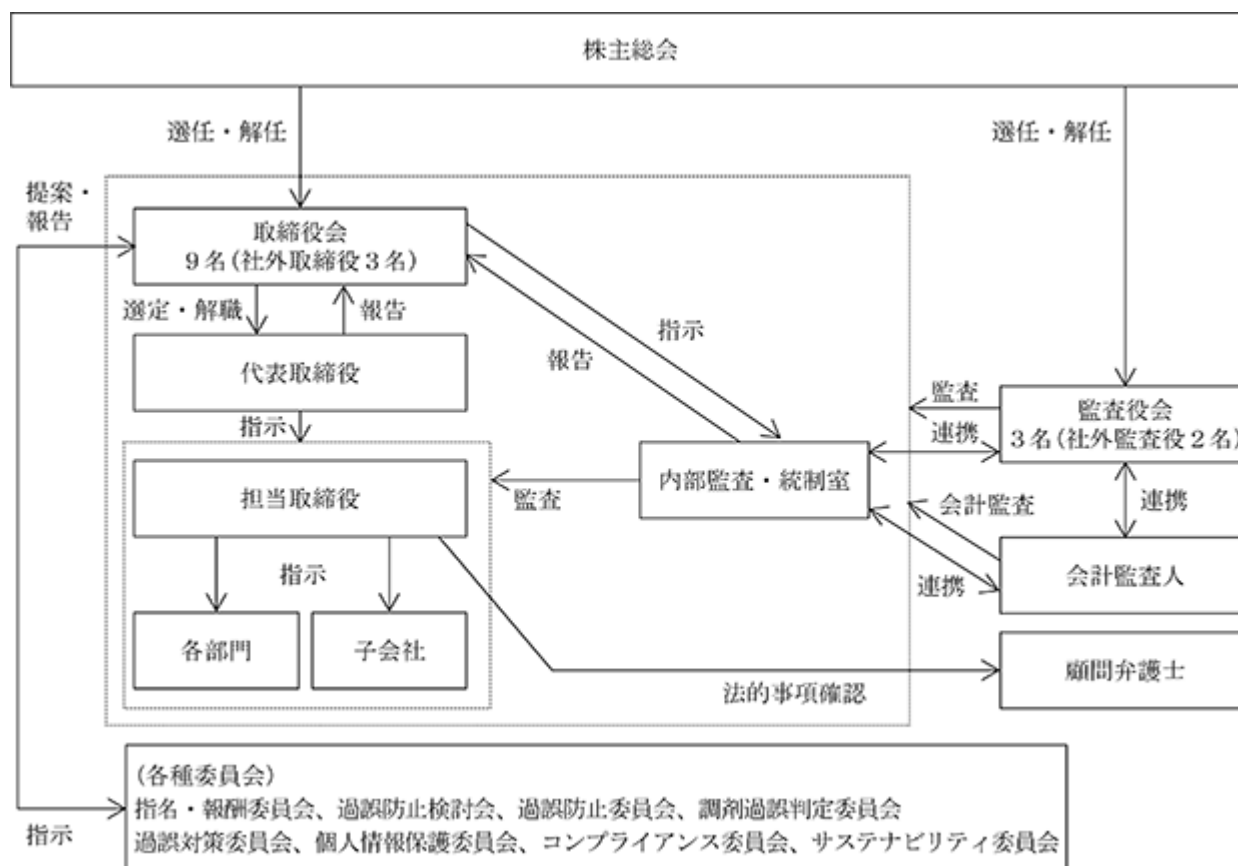 株主総会
選任・解任
選任・解任
提案・
報告
取締役会
9名(社外取締役3名)
選定・解職
報告
指示
報告
代表取締役
監査
監査役会
3名(社外監査役2名)
指示
連携
担当取締役
監査
内部監査・統制室
会計監査
連携
指示
連携
会計監査人
各部門
子会社
法的事項確認
顧問弁護士
(各種委員会)
指名・報酬委員会、過誤防止検討会、過誤防止委員会、調剤過誤判定委員会
過誤対策委員会、個人情報保護委員会、コンプライアンス委員会、サステナビリティ委員会
指示